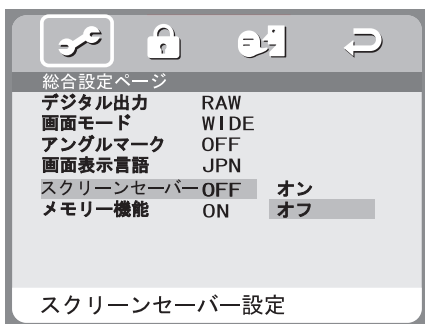 総合設定ページ
デジタル出力 RAW
画面モード WIDE
アングルマーク OFF
画面表示言語 JPN
スクリーンセーバー OFF オン
メモリー機能 ON オフ
スクリーンセーバー設定